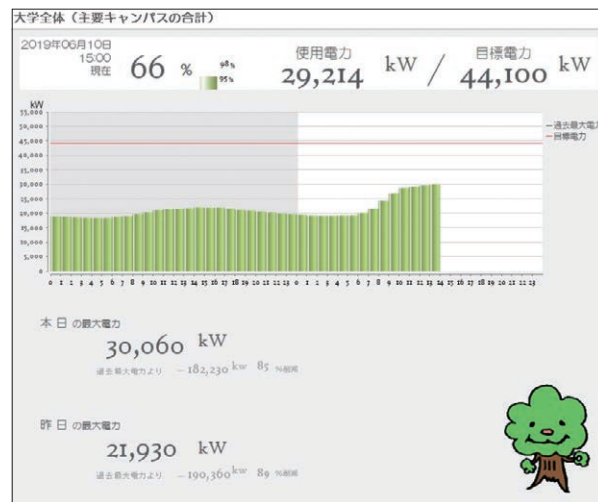 大学全体（主要キャンパスの合計）
2019年06月10日
15:00
現在
66 %
98%
95%
使用電力
29,214 kW
/
目標電力
44,100 kW
kW
55,000
50,000
45,000
40,000
35,000
30,000
25,000
20,000
15,000
10,000
5,000
0
過去最大電力
目標電力
0 1 2 3 4 5 6 7 8 9 10 11 12 13 14 15 16 17 18 19 20 21 22 23 0 1 2 3 4 5 6 7 8 9 10 11 12 13 14 15 16 17 18 19 20 21 22 23
本日の最大電力
30,060 kW
過去最大電力より －182,230 kw 85 %削減
昨日の最大電力
21,930 kW
過去最大電力より －190,360 kw 89 %削減